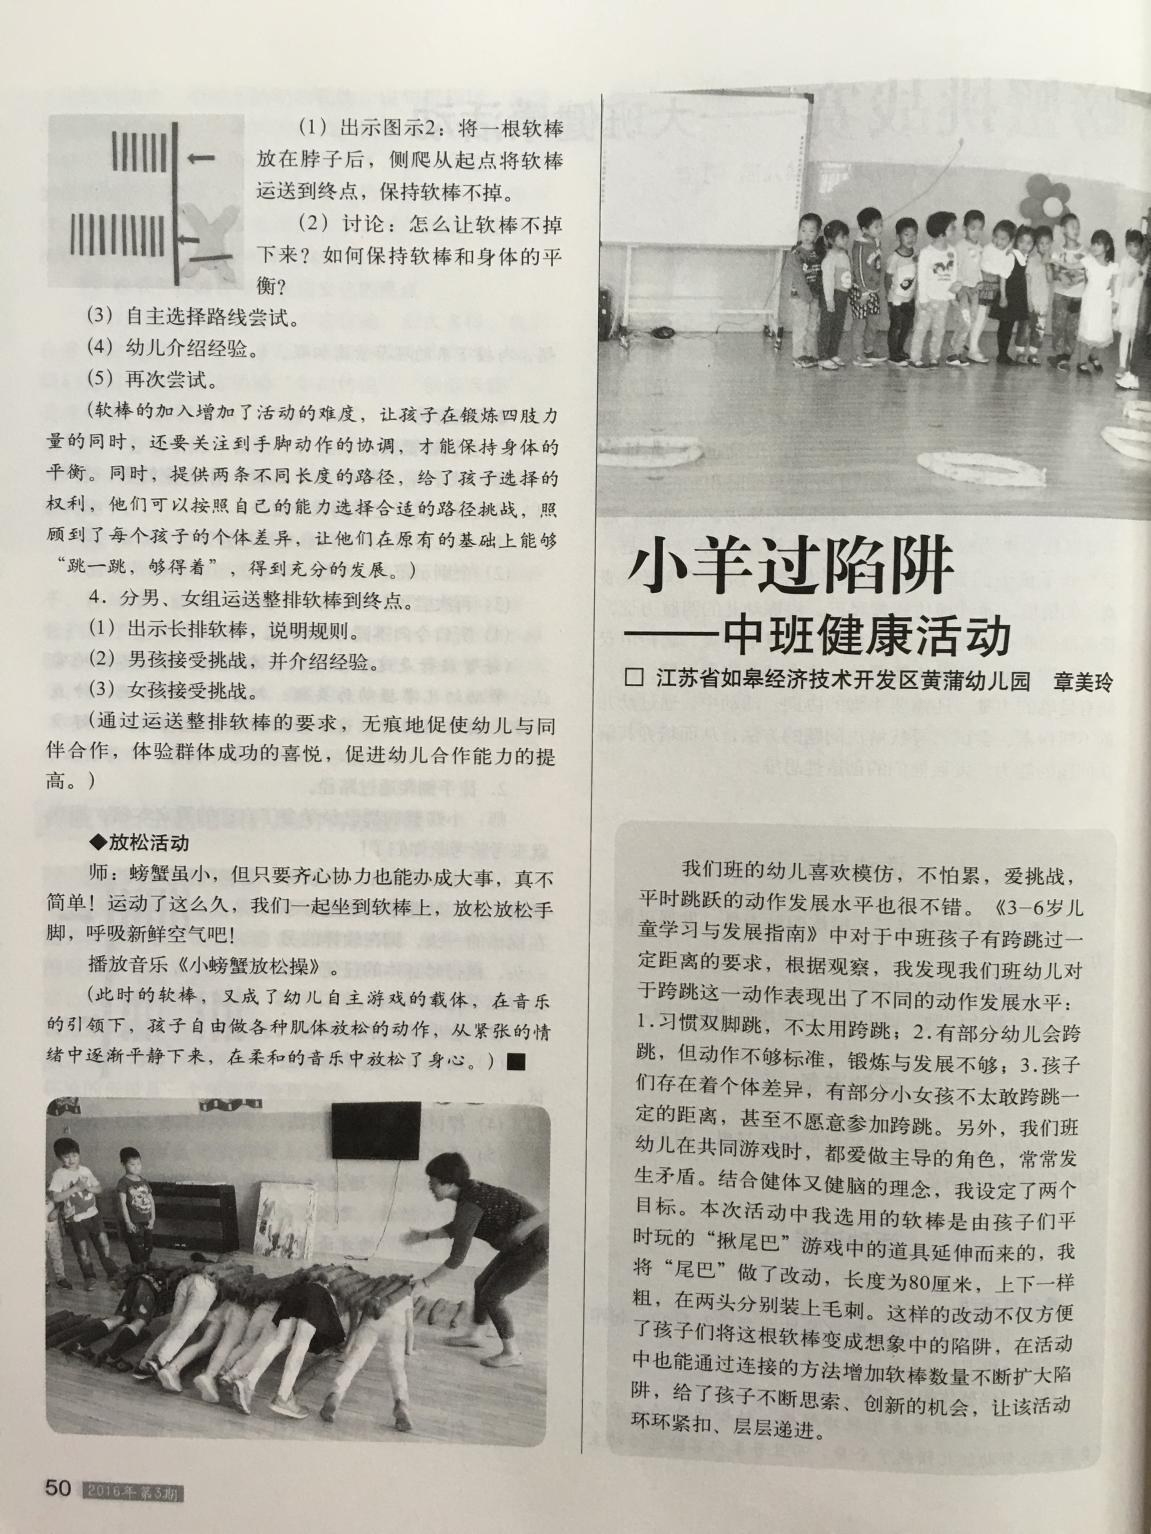 (1) 出示图示2：将一根软棒
放在脖子后，侧爬从起点将软棒
运送到终点，保持软棒不掉。
(2) 讨论：怎么让软棒不掉
下来？如何保持软棒和身体的平
衡？
(3) 自主选择路线尝试。
(4) 幼儿介绍经验。
(5) 再次尝试。
(软棒的加入增加了活动的难度，让孩子在锻炼四肢力
量的同时，还要关注到手脚动作的协调，才能保持身体的
平衡。同时，提供两条不同长度的路径，给了孩子选择的
权利，他们可以按照自己的能力选择合适的路径挑战，照
顾到了每个孩子的个体差异，让他们在原有的基础上能够
“跳一跳，够得着”，得到充分的发展。)
4．分男、女组运送整排软棒到终点。
(1) 出示长排软棒，说明规则。
(2) 男孩接受挑战，并介绍经验。
(3) 女孩接受挑战。
(通过运送整排软棒的要求，无痕地促使幼儿与同
伴合作，体验群体成功的喜悦，促进幼儿合作能力的提
高。)
◆放松活动
师：螃蟹虽小，但只要齐心协力也能办成大事，真不
简单！运动了这么久，我们一起坐到软棒上，放松放松手
脚，呼吸新鲜空气吧！
播放音乐《小螃蟹放松操》。
(此时的软棒，又成了幼儿自主游戏的载体，在音乐
的引领下，孩子自由做各种肌体放松的动作，从紧张的情
绪中逐渐平静下来，在柔和的音乐中放松了身心。) ■
50 2016年第3期
小羊过陷阱
——中班健康活动
□ 江苏省如皋经济技术开发区黄蒲幼儿园 章美玲
我们班的幼儿喜欢模仿，不怕累，爱挑战，
平时跳跃的动作发展水平也很不错。《3-6岁儿
童学习与发展指南》中对于中班孩子有跨跳过一
定距离的要求，根据观察，我发现我们班幼儿对
于跨跳这一动作表现出了不同的动作发展水平：
1.习惯双脚跳，不太用跨跳；2.有部分幼儿会跨
跳，但动作不够标准，锻炼与发展不够；3.孩子
们存在着个体差异，有部分小女孩不太敢跨跳一
定的距离，甚至不愿意参加跨跳。另外，我们班
幼儿在共同游戏时，都爱做主导的角色，常常发
生矛盾。结合健体又健脑的理念，我设定了两个
目标。本次活动中我选用的软棒是由孩子们平
时玩的“揪尾巴”游戏中的道具延伸而来的，我
将“尾巴”做了改动，长度为80厘米，上下一样
粗，在两头分别装上毛刺。这样的改动不仅方便
了孩子们将这根软棒变成想象中的陷阱，在活动
中也能通过连接的方法增加软棒数量不断扩大陷
阱，给了孩子不断思索、创新的机会，让该活动
环环紧扣、层层递进。